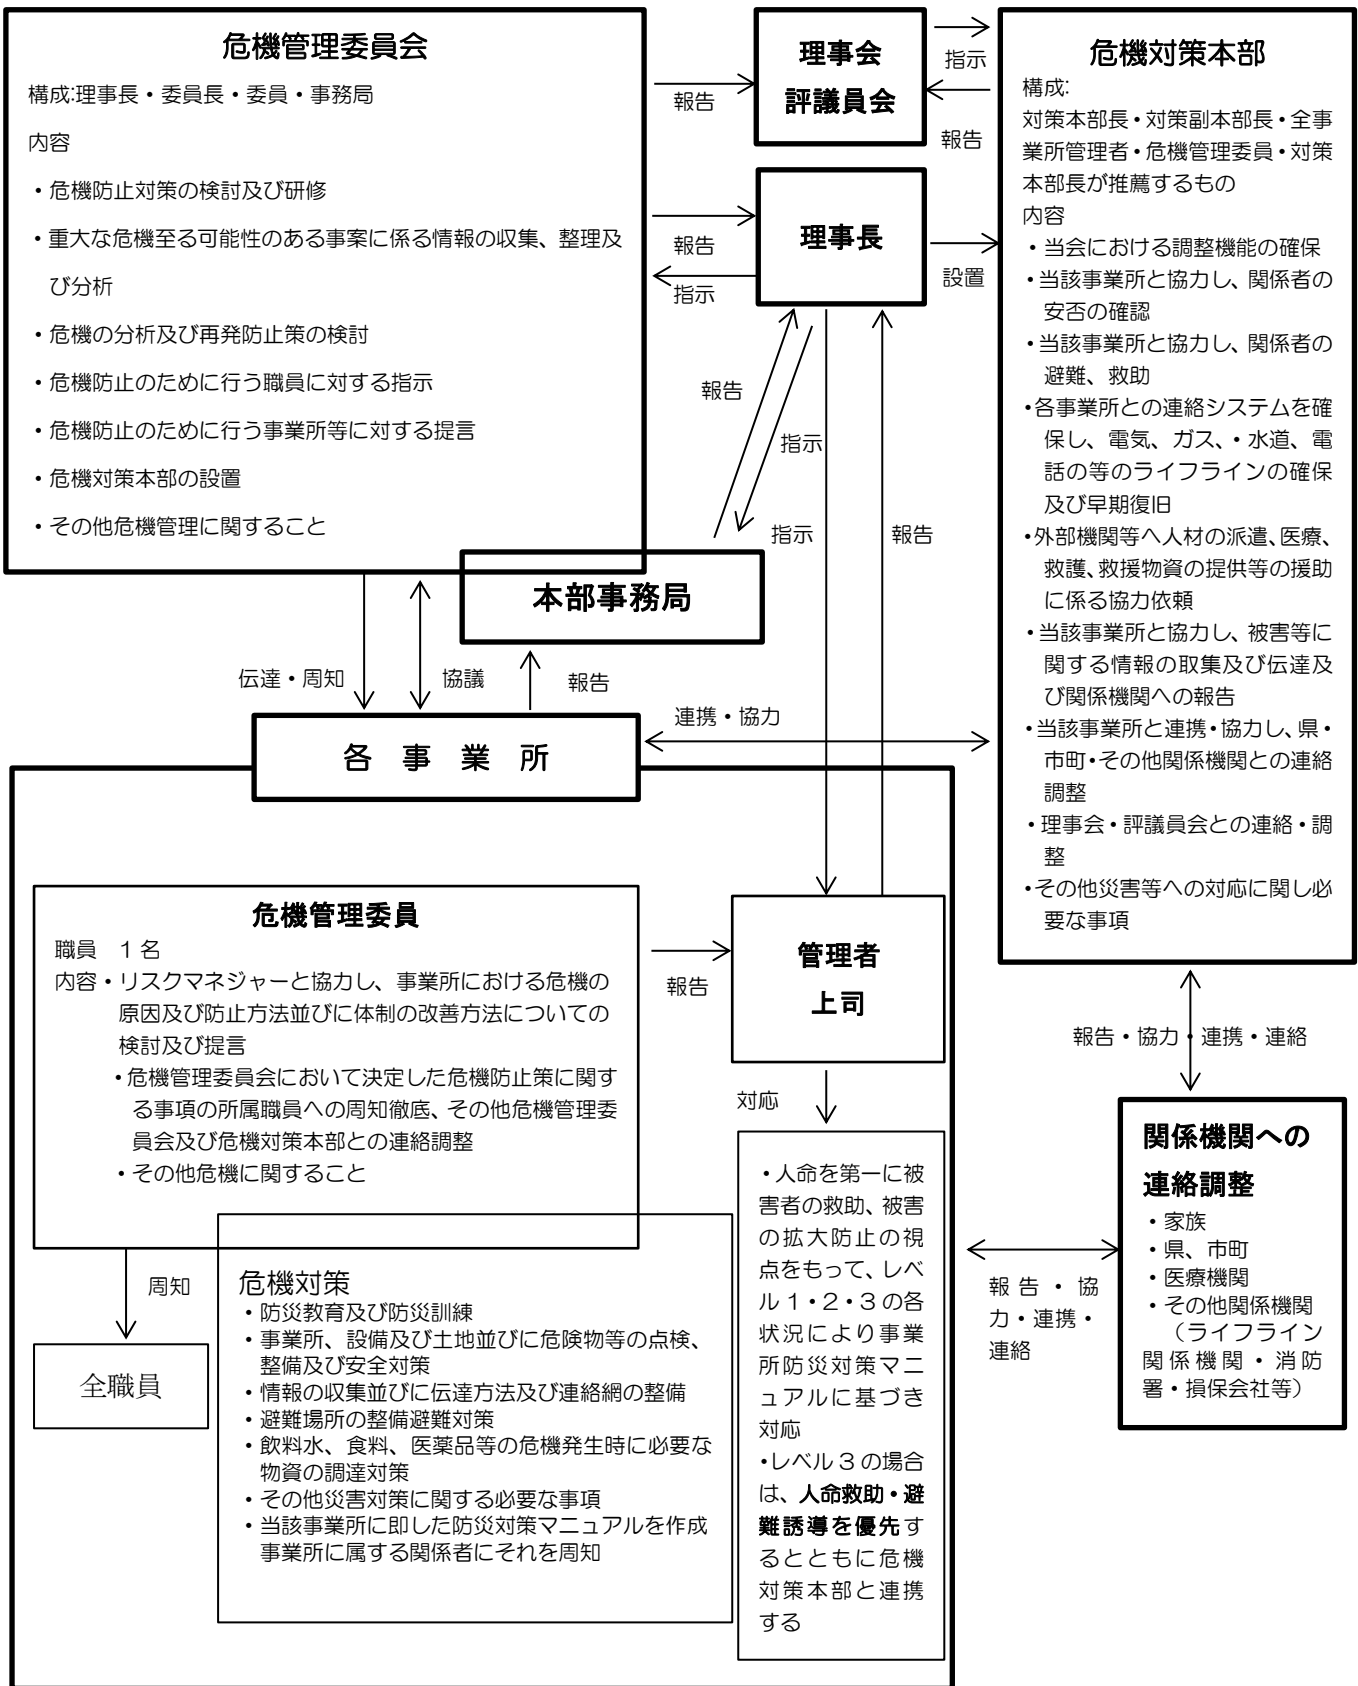 危機管理委員会
構成:理事長・委員長・委員・事務局
内容
・危機防止対策の検討及び研修
・重大な危機至る可能性のある事案に係る情報の収集、整理及
び分析
・危機の分析及び再発防止策の検討
・危機防止のために行う職員に対する指示
・危機防止のために行う事業所等に対する提言
・危機対策本部の設置
・その他危機管理に関すること
報告
理事会
評議員会
指示
報告
報告
指示
理事長
設置
危機対策本部
構成:
対策本部長・対策副本部長・全事
業所管理者・危機管理委員・対策
本部長が推薦するもの
内容
・当会における調整機能の確保
・当該事業所と協力し、関係者の
安否の確認
・当該事業所と協力し、関係者の
避難、救助
・各事業所との連絡システムを確
保し、電気、ガス、・水道、電
話の等のライフラインの確保
及び早期復旧
・外部機関等へ人材の派遣、医療、
救護、救援物資の提供等の援助
に係る協力依頼
・当該事業所と協力し、被害等に
関する情報の取集及び伝達及
び関係機関への報告
・当該事業所と連携・協力し、県・
市町・その他関係機関との連絡
調整
・理事会・評議員会との連絡・調
整
・その他災害等への対応に関し必
要な事項
報告
指示
指示
報告
本部事務局
伝達・周知
協議
報告
連携・協力
各 事 業 所
危機管理委員
職員 1名
内容・リスクマネジャーと協力し、事業所における危機の
原因及び防止方法並びに体制の改善方法についての
検討及び提言
・危機管理委員会において決定した危機防止策に関す
る事項の所属職員への周知徹底、その他危機管理委
員会及び危機対策本部との連絡調整
・その他危機に関すること
報告
管理者
上司
報告・協力・連携・連絡
対応
周知
全職員
危機対策
・防災教育及び防災訓練
・事業所、設備及び土地並びに危険物等の点検、
整備及び安全対策
・情報の収集並びに伝達方法及び連絡網の整備
・避難場所の整備避難対策
・飲料水、食料、医薬品等の危機発生時に必要な
物資の調達対策
・その他災害対策に関する必要な事項
・当該事業所に即した防災対策マニュアルを作成
事業所に属する関係者にそれを周知
・人命を第一に被
害者の救助、被害
の拡大防止の視
点をもって、レベ
ル1・2・3の各
状況により事業
所防災対策マニ
ュアルに基づき
対応
・レベル3の場合
は、人命救助・避
難誘導を優先す
るとともに危機
対策本部と連携
する
報告・協
力・連携・
連絡
関係機関への
連絡調整
・家族
・県、市町
・医療機関
・その他関係機関
(ライフライン
関係機関・消防
署・損保会社等)